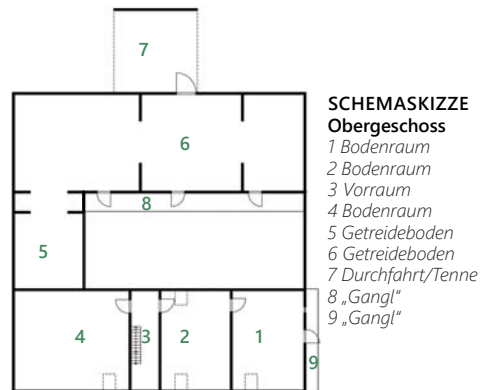 7
6
8
5
4
3
2
1
9
SCHEMASKIZZE
Obergeschoss
1 Bodenraum
2 Bodenraum
3 Vorraum
4 Bodenraum
5 Getreideboden
6 Getreideboden
7 Durchfahrt/Tenne
8 „Gangl“
9 „Gangl“